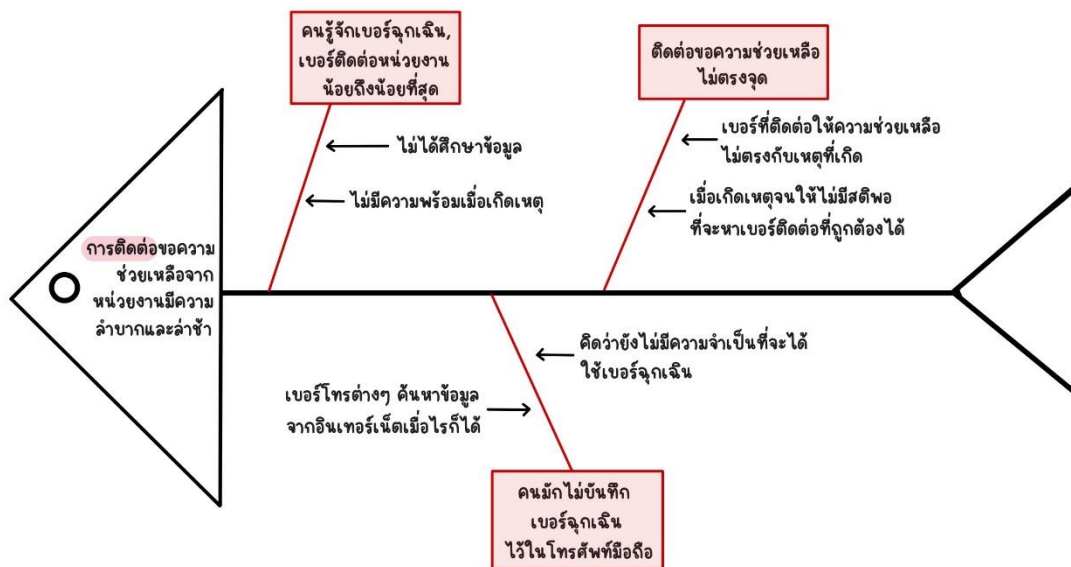 คนรู้จักเบอร์ฉุกเฉิน,
เบอร์ติดต่อหน่วยงาน
น้อยถึงน้อยที่สุด
ไม่ได้ศึกษาข้อมูล
ไม่มีความพร้อมเมื่อเกิดเหตุ
ติดต่อขอความช่วยเหลือ
ไม่ตรงจุด
เบอร์ที่ติดต่อให้ความช่วยเหลือ
ไม่ตรงกับเหตุที่เกิด
เมื่อเกิดเหตุจนให้ไม่มีสติพอ
ที่จะหาเบอร์ติดต่อที่ถูกต้องได้
การติดต่อขอความ
ช่วยเหลือจาก
หน่วยงานมีความ
ลำบากและล่าช้า
คิดว่ายังไม่มีความจำเป็นที่จะได้
ใช้เบอร์ฉุกเฉิน
เบอร์โทรต่างๆ ค้นหาข้อมูล
จากอินเทอร์เน็ตเมื่อไรก็ได้
คนมักไม่บันทึก
เบอร์ฉุกเฉิน
ไว้ในโทรศัพท์มือถือ